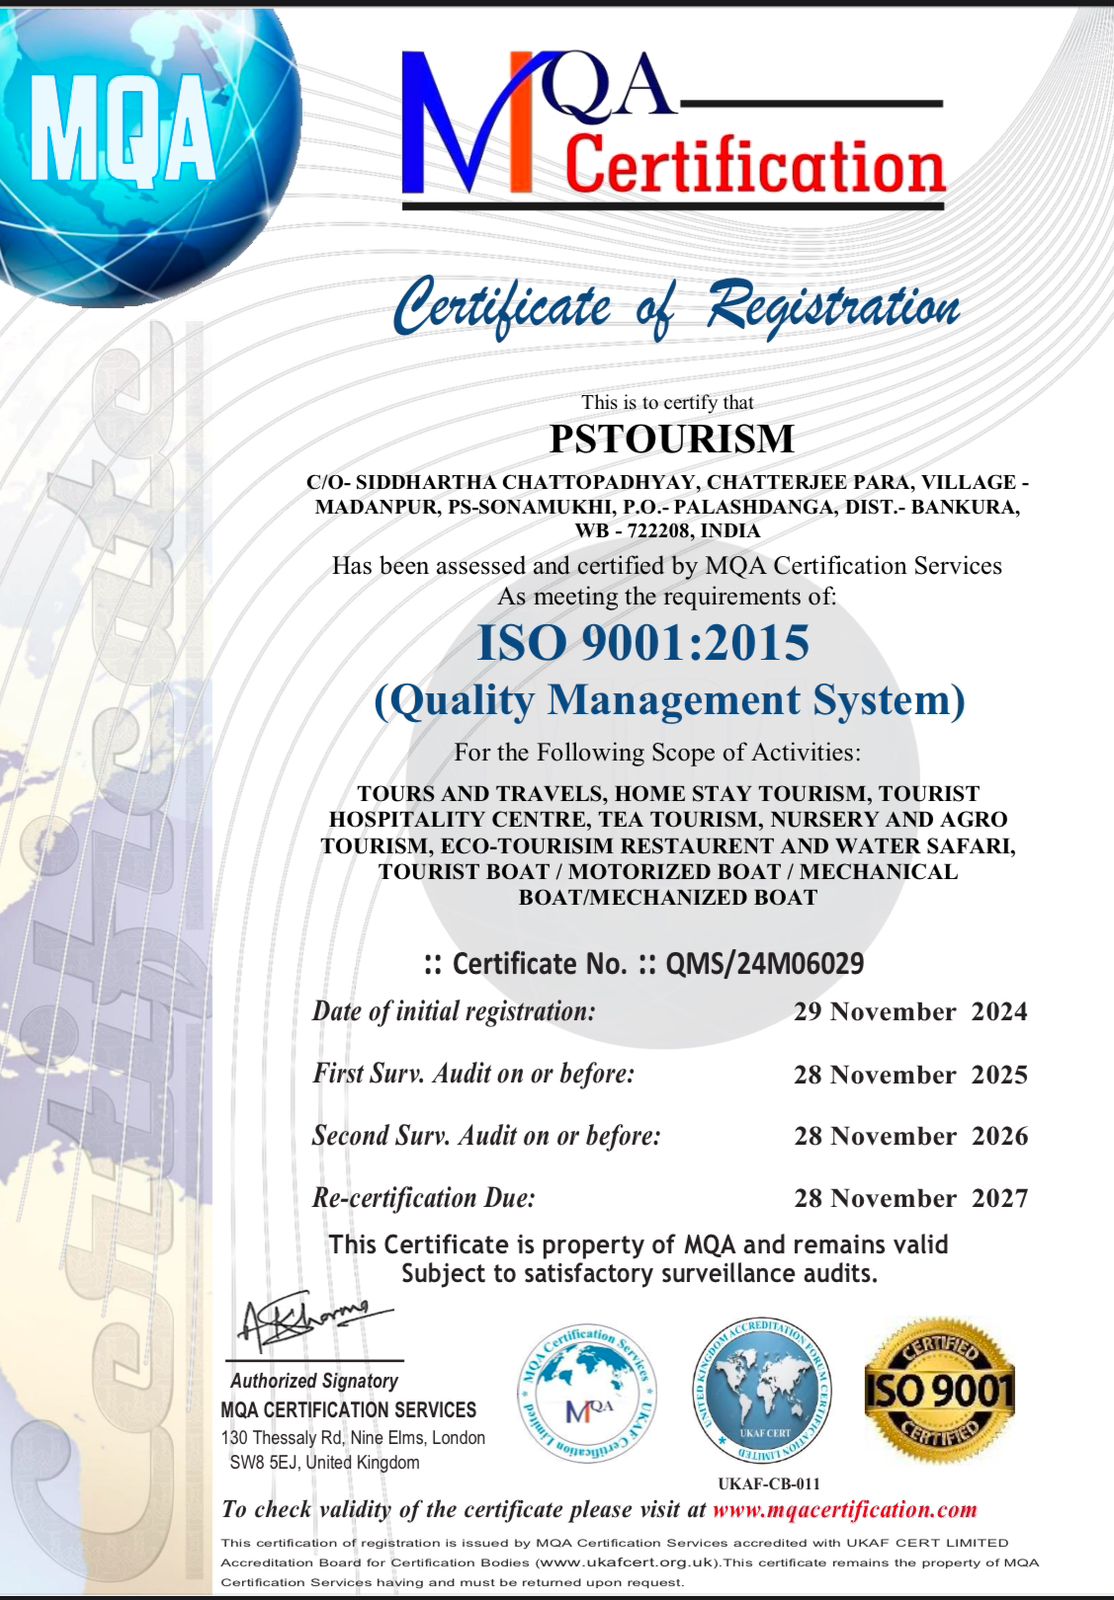 MQA
MQA
Certification
Certificate of Registration
This is to certify that
PSTOURISM
C/O- SIDDHARTHA CHATTOPADHYAY, CHATTERJEE PARA, VILLAGE -
MADANPUR, PS-SONAMUKHI, P.O.- PALASHDANGA, DIST.- BANKURA,
WB - 722208, INDIA
Has been assessed and certified by MQA Certification Services
As meeting the requirements of:
ISO 9001:2015
(Quality Management System)
For the Following Scope of Activities:
TOURS AND TRAVELS, HOME STAY TOURISM, TOURIST
HOSPITALITY CENTRE, TEA TOURISM, NURSERY AND AGRO
TOURISM, ECO-TOURISIM RESTAURENT AND WATER SAFARI,
TOURIST BOAT / MOTORIZED BOAT / MECHANICAL
BOAT/MECHANIZED BOAT
:: Certificate No. :: QMS/24M06029
Date of initial registration: 29 November 2024
First Surv. Audit on or before: 28 November 2025
Second Surv. Audit on or before: 28 November 2026
Re-certification Due: 28 November 2027
This Certificate is property of MQA and remains valid
Subject to satisfactory surveillance audits.
Certificate
Authorized Signatory
MQA CERTIFICATION SERVICES
130 Thessaly Rd, Nine Elms, London
SW8 5EJ, United Kingdom
MQA Certification Services
UKAF Certification Limited
MQA
UNITED KINGDOM ACCREDITATION FORUM CERTIFICATION LIMITED
UKAF CERT
UKAF-CB-011
CERTIFIED
ISO 9001
CERTIFIED
To check validity of the certificate please visit at www.mqacertification.com
This certification of registration is issued by MQA Certification Services accredited with UKAF CERT LIMITED
Accreditation Board for Certification Bodies (www.ukafcert.org.uk).This certificate remains the property of MQA
Certification Services having and must be returned upon request.